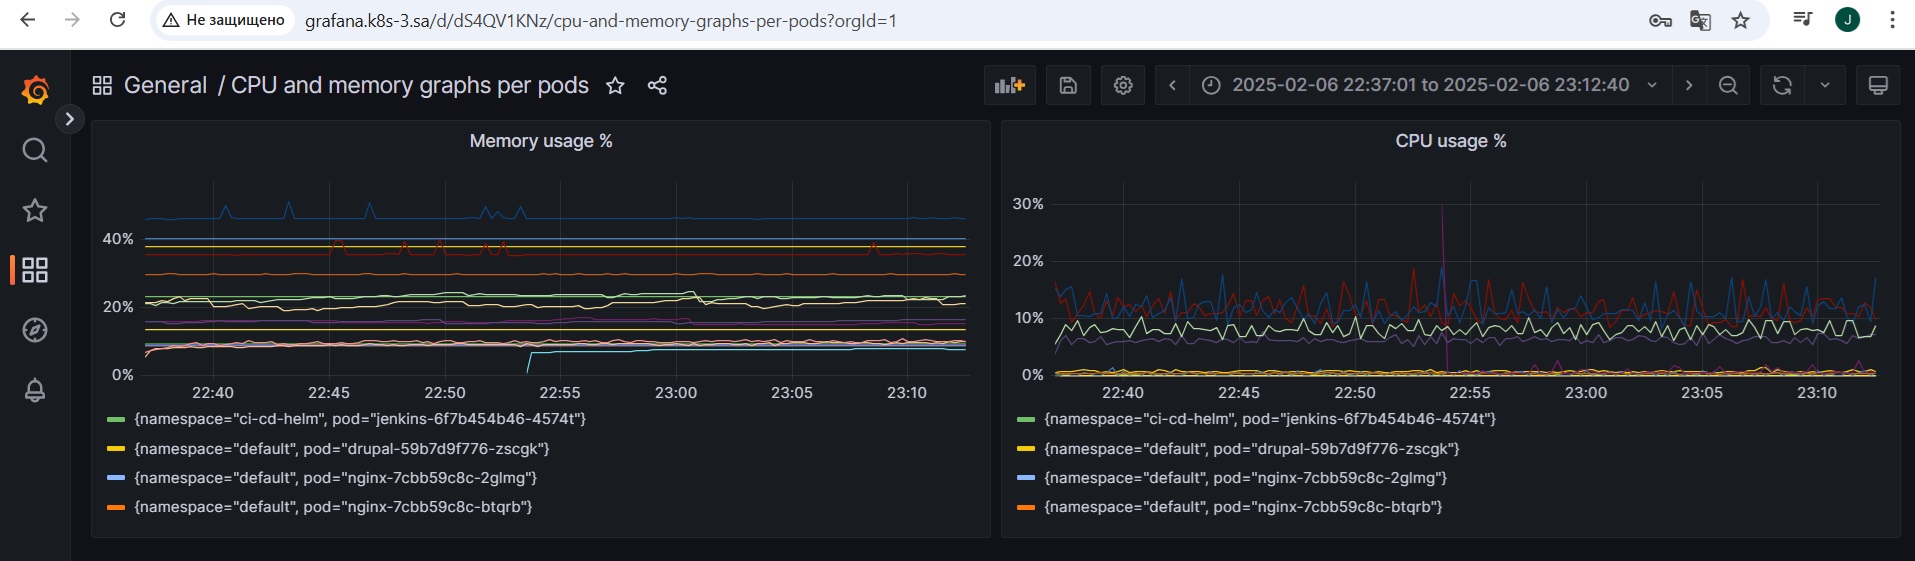 Не защищено
grafana.k8s-3.sa/d/dS4QV1KNz/cpu-and-memory-graphs-per-pods?orgId=1
J
General / CPU and memory graphs per pods
2025-02-06 22:37:01 to 2025-02-06 23:12:40
Memory usage %
40%
20%
0%
22:40 22:45 22:50 22:55 23:00 23:05 23:10
{namespace="ci-cd-helm", pod="jenkins-6f7b454b46-4574t"}
{namespace="default", pod="drupal-59b7d9f776-zscgk"}
{namespace="default", pod="nginx-7cbb59c8c-2glmg"}
{namespace="default", pod="nginx-7cbb59c8c-btqrb"}
CPU usage %
30%
20%
10%
0%
22:40 22:45 22:50 22:55 23:00 23:05 23:10
{namespace="ci-cd-helm", pod="jenkins-6f7b454b46-4574t"}
{namespace="default", pod="drupal-59b7d9f776-zscgk"}
{namespace="default", pod="nginx-7cbb59c8c-2glmg"}
{namespace="default", pod="nginx-7cbb59c8c-btqrb"}